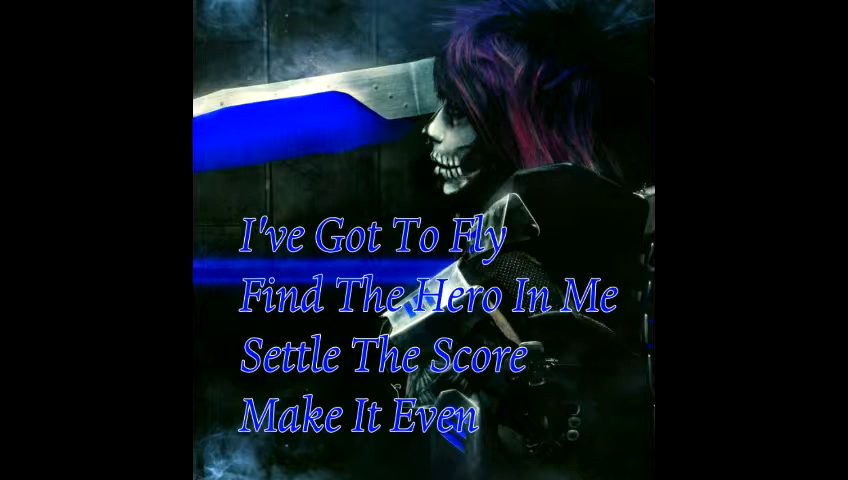 I've Got To Fly
Find The Hero In Me
Settle The Score
Make It Even